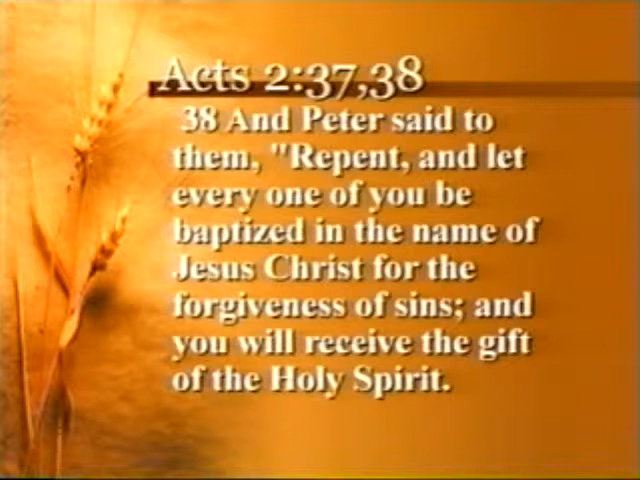 Acts 2:37,38
38 And Peter said to
them, "Repent, and let
every one of you be
baptized in the name of
Jesus Christ for the
forgiveness of sins; and
you will receive the gift
of the Holy Spirit.